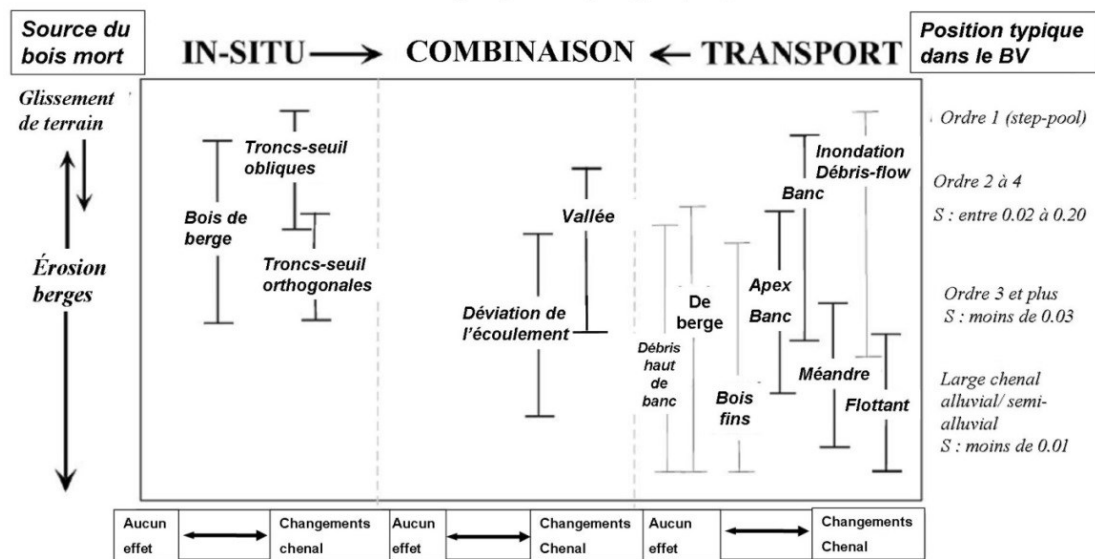 Source du
bois mort
IN-SITU
COMBINAISON
TRANSPORT
Position typique
dans le BV
Glissement
de terrain
Érosion
berges
Troncs-seuil
obliques
Bois de
berge
Troncs-seuil
orthogonales
Vallée
Déviation de
l'écoulement
Inondation
Débris-flow
Banc
De
berge
Apex
Banc
Débris
haut
de
banc
Bois
fins
Méandre
Flottant
Ordre 1 (step-pool)
Ordre 2 à 4
S : entre 0.02 à 0.20
Ordre 3 et plus
S : moins de 0.03
Large chenal
alluvial/ semi-
alluvial
S : moins de 0.01
Aucun
effet
Changements
chenal
Aucun
effet
Changements
Chenal
Aucun
effet
Changements
Chenal